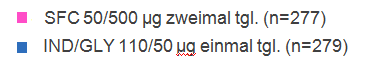 SFC 50/500 µg zweimal tgl. (n=277)
IND/GLY 110/50 µg einmal tgl. (n=279)